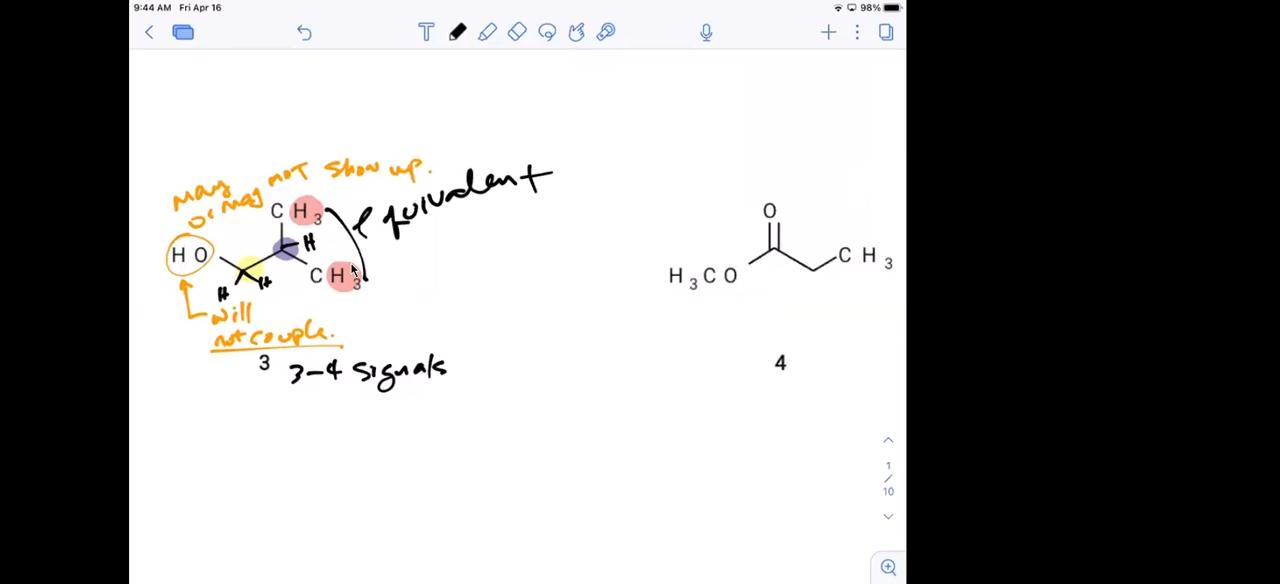 9:44 AM Fri Apr 16
98%
T
may
or may not show up.
equivalent
CH3
HO
H
CH3
H H
will
not couple.
3
3-4 signals
O
CH3
H3CO
4
1
/
10